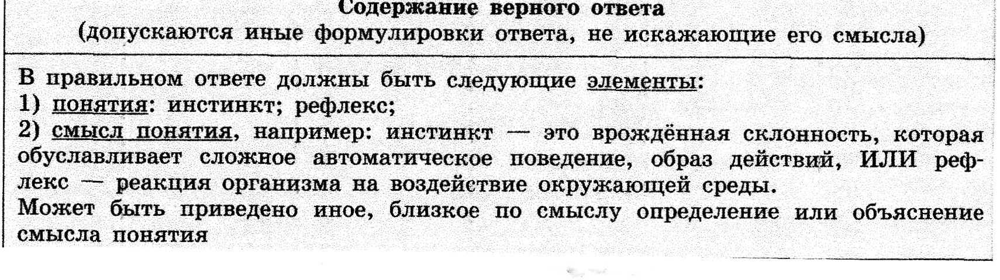 Содержание верного ответа
(допускаются иные формулировки ответа, не искажающие его смысла)
В правильном ответе должны быть следующие элементы:
1) понятия: инстинкт; рефлекс;
2) смысл понятия, например: инстинкт — это врождённая склонность, которая
обуславливает сложное автоматическое поведение, образ действий, ИЛИ реф-
лекс — реакция организма на воздействие окружающей среды.
Может быть приведено иное, близкое по смыслу определение или объяснение
смысла понятия